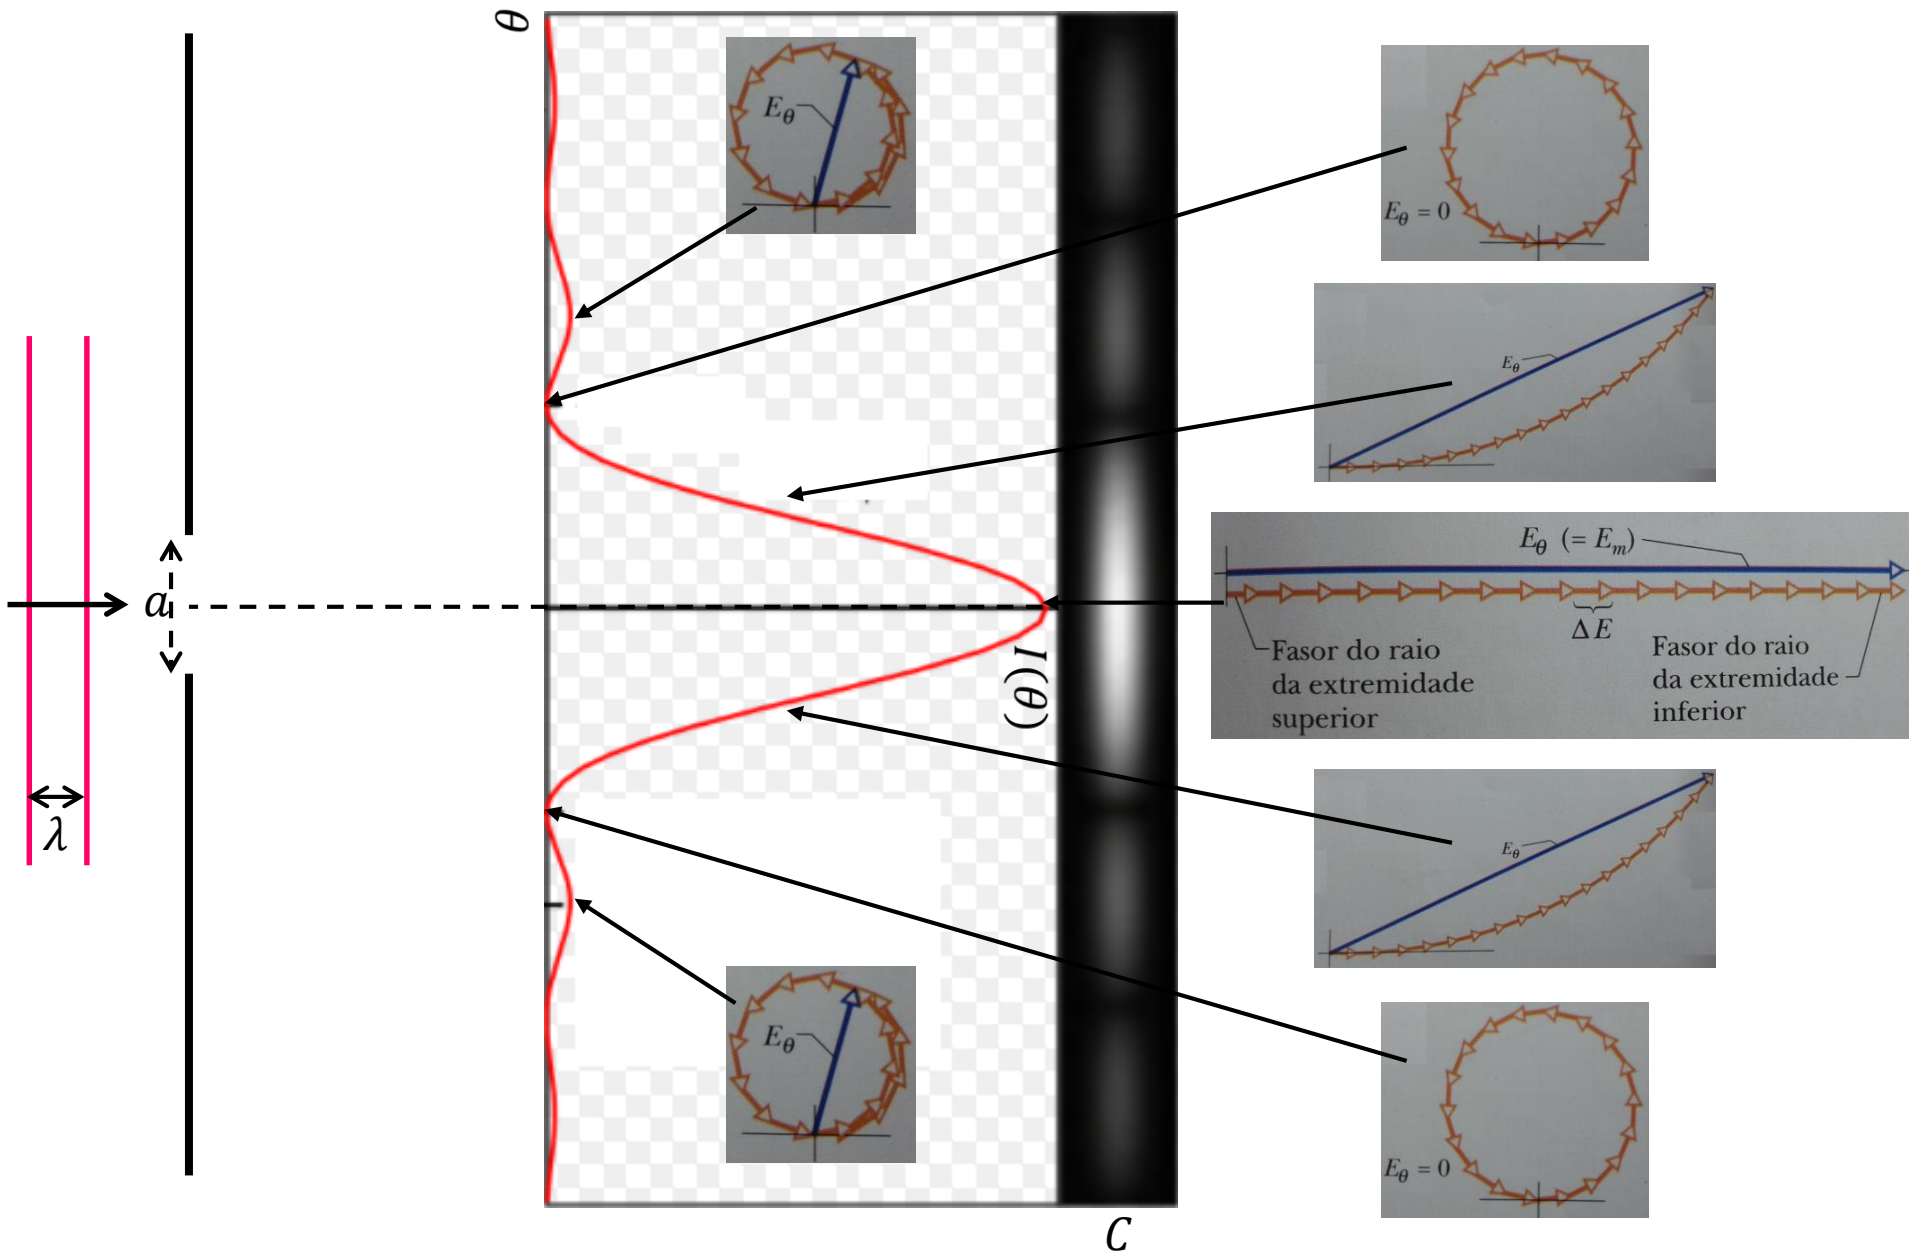 θ
E_θ
E_θ = 0
E_θ
E_θ (= E_m)
ΔE
Fasor do raio
da extremidade
superior
Fasor do raio
da extremidade
inferior
a
I(θ)
λ
E_θ
E_θ
E_θ = 0
C